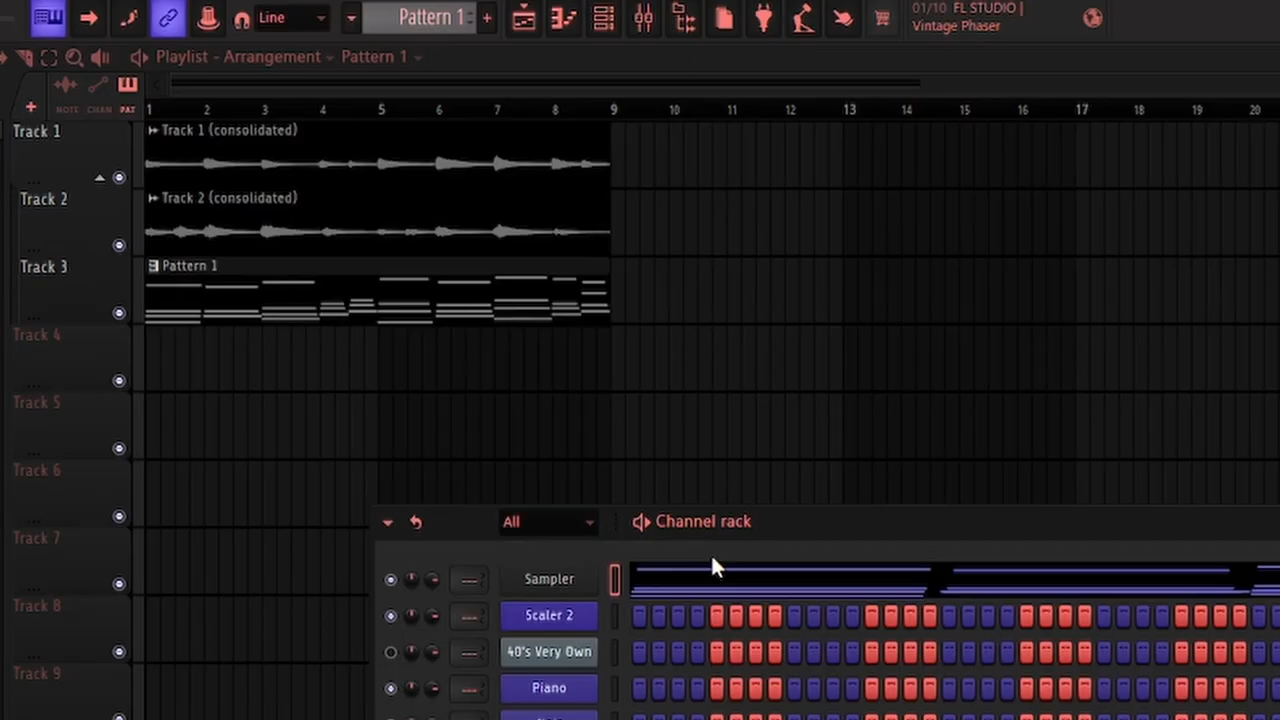 Line
Pattern 1
+
01/10 FL STUDIO |
Vintage Phaser
Playlist - Arrangement
Pattern 1
NOTE CHAN PAT
1 2 3 4 5 6 7 8 9 10 11 12 13 14 15 16 17 18 19 20
Track 1
Track 1 (consolidated)
Track 2
Track 2 (consolidated)
Track 3
Pattern 1
Track 4
Track 5
Track 6
Track 7
Track 8
Track 9
All
Channel rack
Sampler
Scaler 2
40's Very Own
Piano